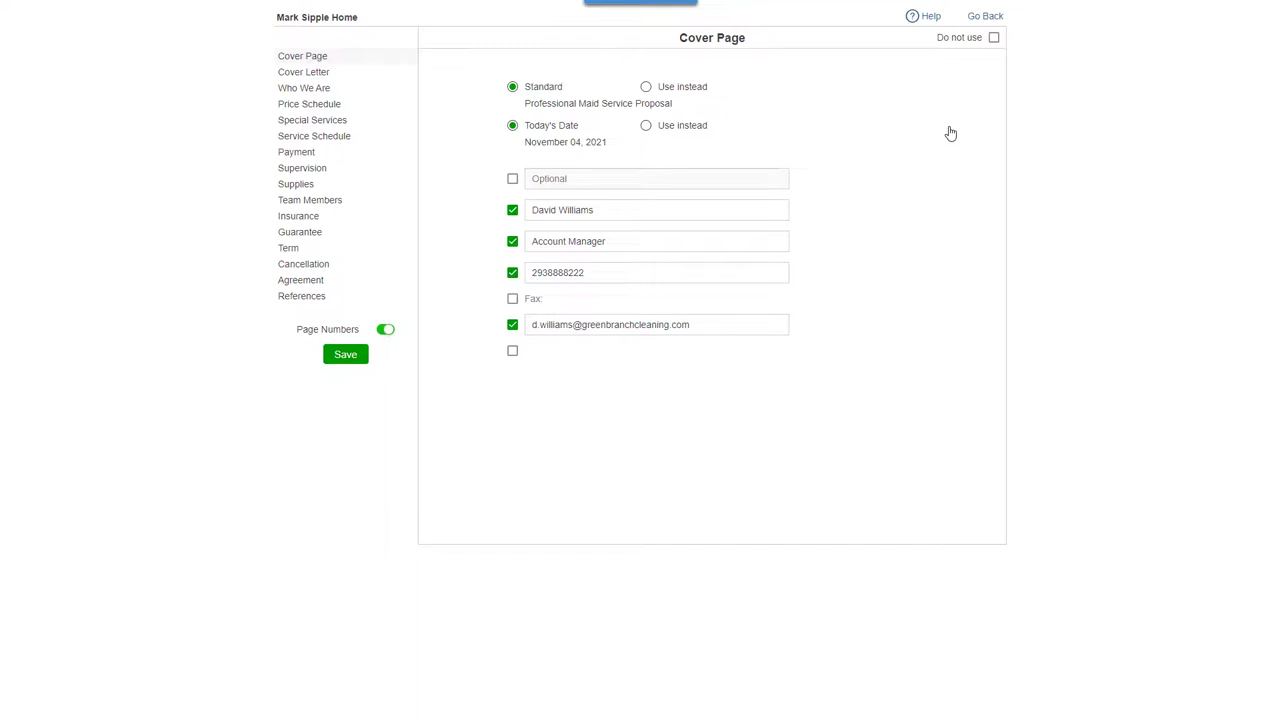 Mark Sipple Home
? Help Go Back
Cover Page
Do not use
Cover Page
Cover Letter
Who We Are
Price Schedule
Special Services
Service Schedule
Payment
Supervision
Supplies
Team Members
Insurance
Guarantee
Term
Cancellation
Agreement
References
Page Numbers
Save
Standard Use instead
Professional Maid Service Proposal
Today's Date Use instead
November 04, 2021
Optional
David Williams
Account Manager
2938888222
Fax:
d.williams@greenbranchcleaning.com